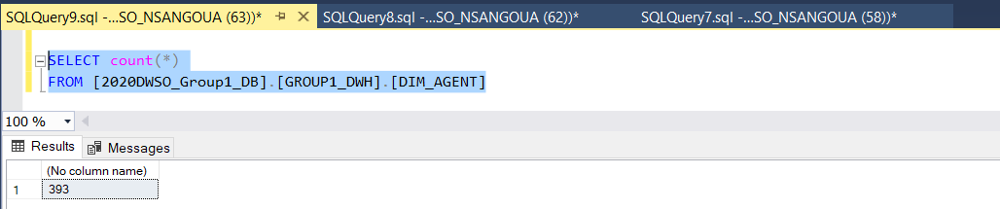 SQLQuery9.sql -...SO_NSANGOUA (63))* SQLQuery8.sql -...SO_NSANGOUA (62))* SQLQuery7.sql -...SO_NSANGOUA (58))*
SELECT count(*)
FROM [2020DWSO_Group1_DB].[GROUP1_DWH].[DIM_AGENT]
100 %
Results Messages
(No column name)
1 393